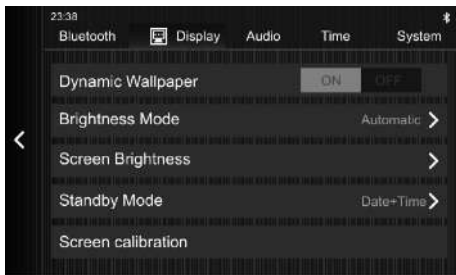 23:38
Bluetooth Display Audio Time System
Dynamic Wallpaper ON OFF
Brightness Mode Automatic
Screen Brightness
Standby Mode Date+Time
Screen calibration